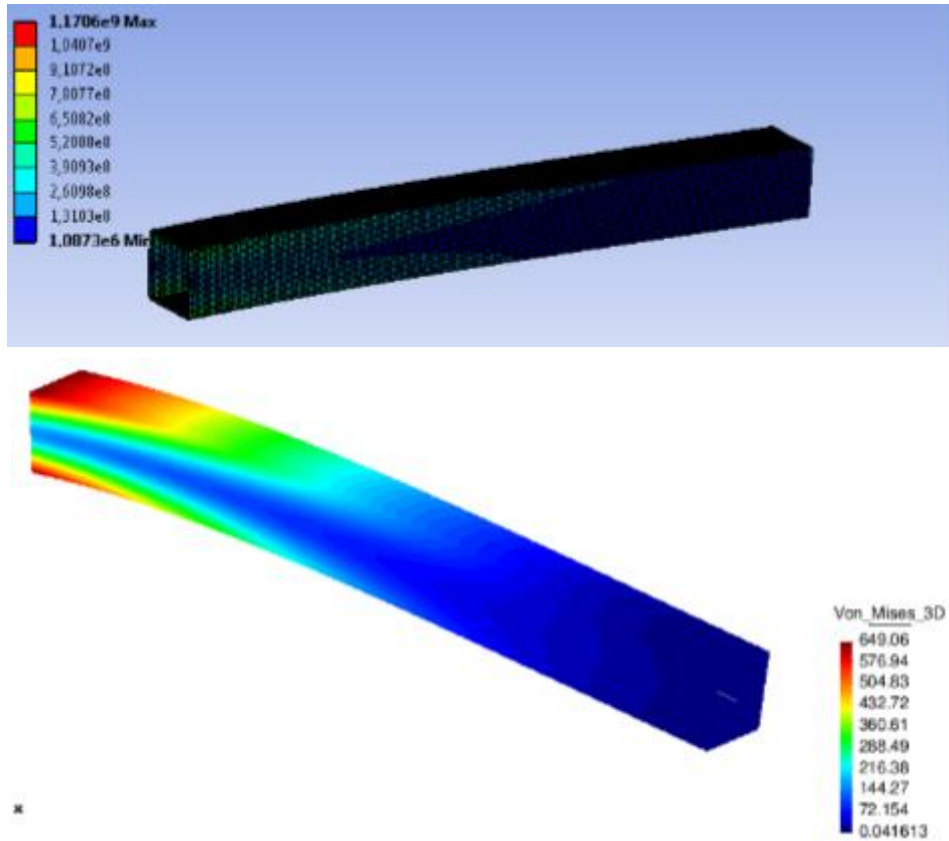 1,1706e9 Max
1,0407e9
9,1072e8
7,8077e8
6,5082e8
5,2088e8
3,9093e8
2,6098e8
1,3103e8
1,0873e6 Min
Von_Mises_3D
649.06
576.94
504.83
432.72
360.61
288.49
216.38
144.27
72.154
0.041613